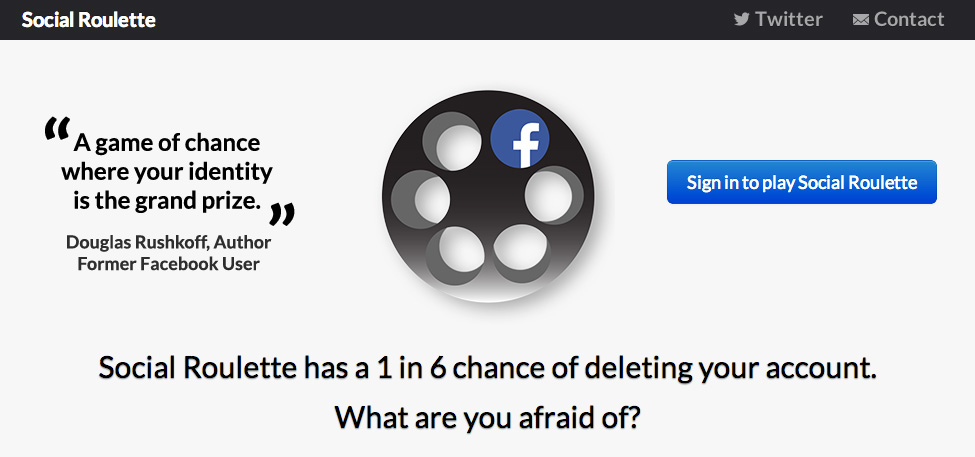 Social Roulette
Twitter
Contact
“A game of chance
where your identity
is the grand prize.”
Douglas Rushkoff, Author
Former Facebook User
f
Sign in to play Social Roulette
Social Roulette has a 1 in 6 chance of deleting your account.
What are you afraid of?